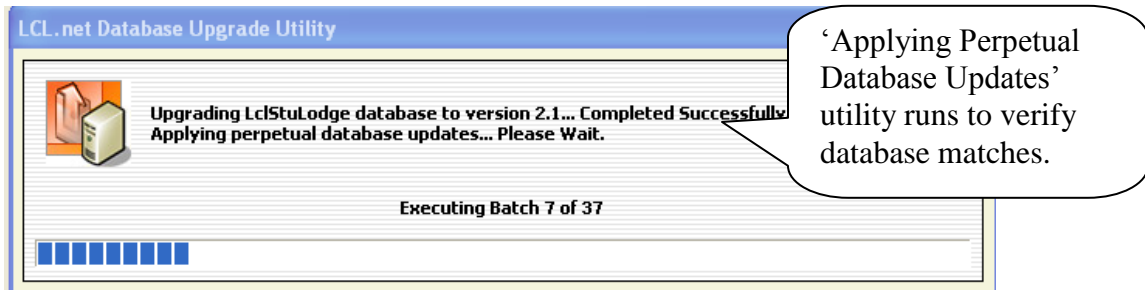 LCL.net Database Upgrade Utility
Upgrading LclStuLodge database to version 2.1... Completed Successfully
Applying perpetual database updates... Please Wait.
Executing Batch 7 of 37
‘Applying Perpetual
Database Updates’
utility runs to verify
database matches.